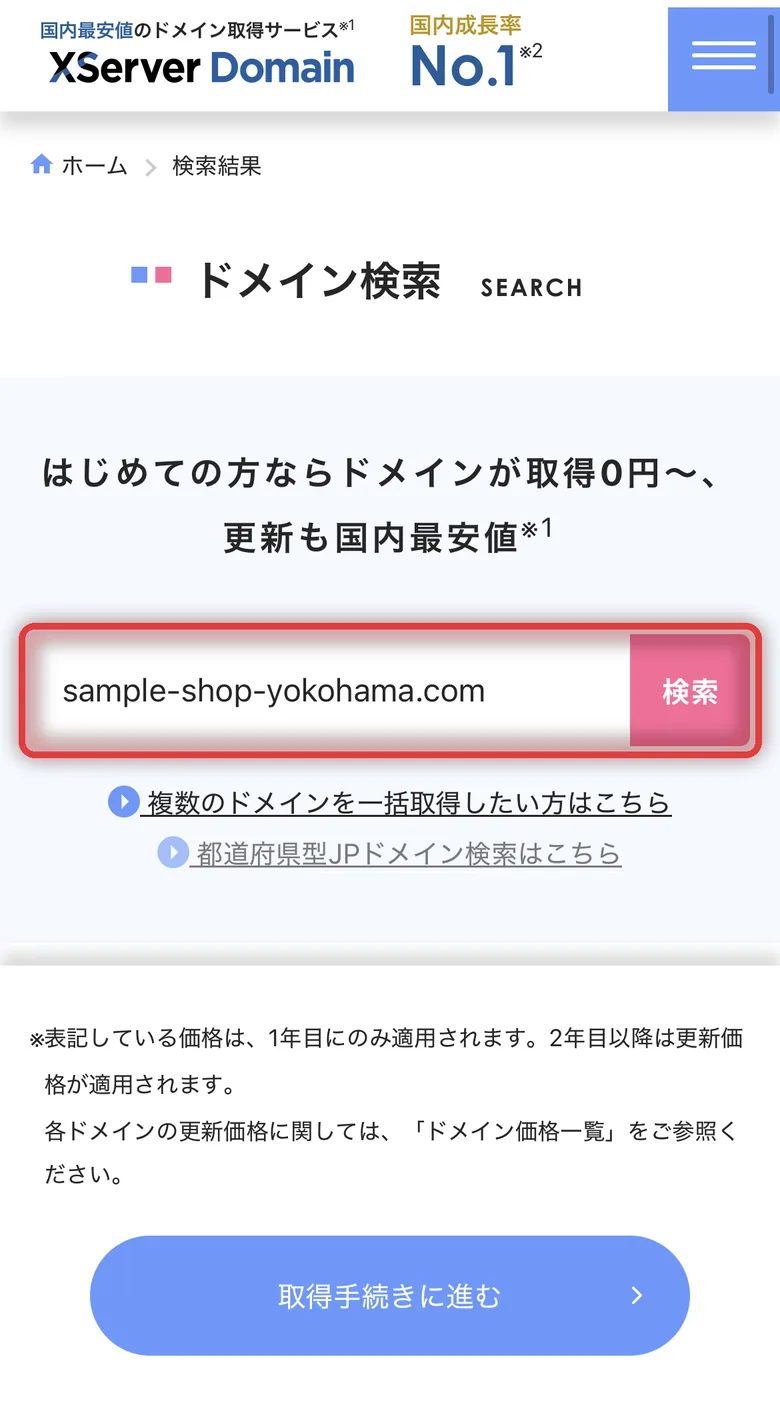 国内最安値のドメイン取得サービス※1
XServer Domain
国内成長率
No.1※2
ホーム
検索結果
ドメイン検索 SEARCH
はじめての方ならドメインが取得0円〜、
更新も国内最安値※1
sample-shop-yokohama.com
検索
複数のドメインを一括取得したい方はこちら
都道府県型JPドメイン検索はこちら
※表記している価格は、1年目にのみ適用されます。2年目以降は更新価
格が適用されます。
各ドメインの更新価格に関しては、「ドメイン価格一覧」をご参照く
ださい。
取得手続きに進む